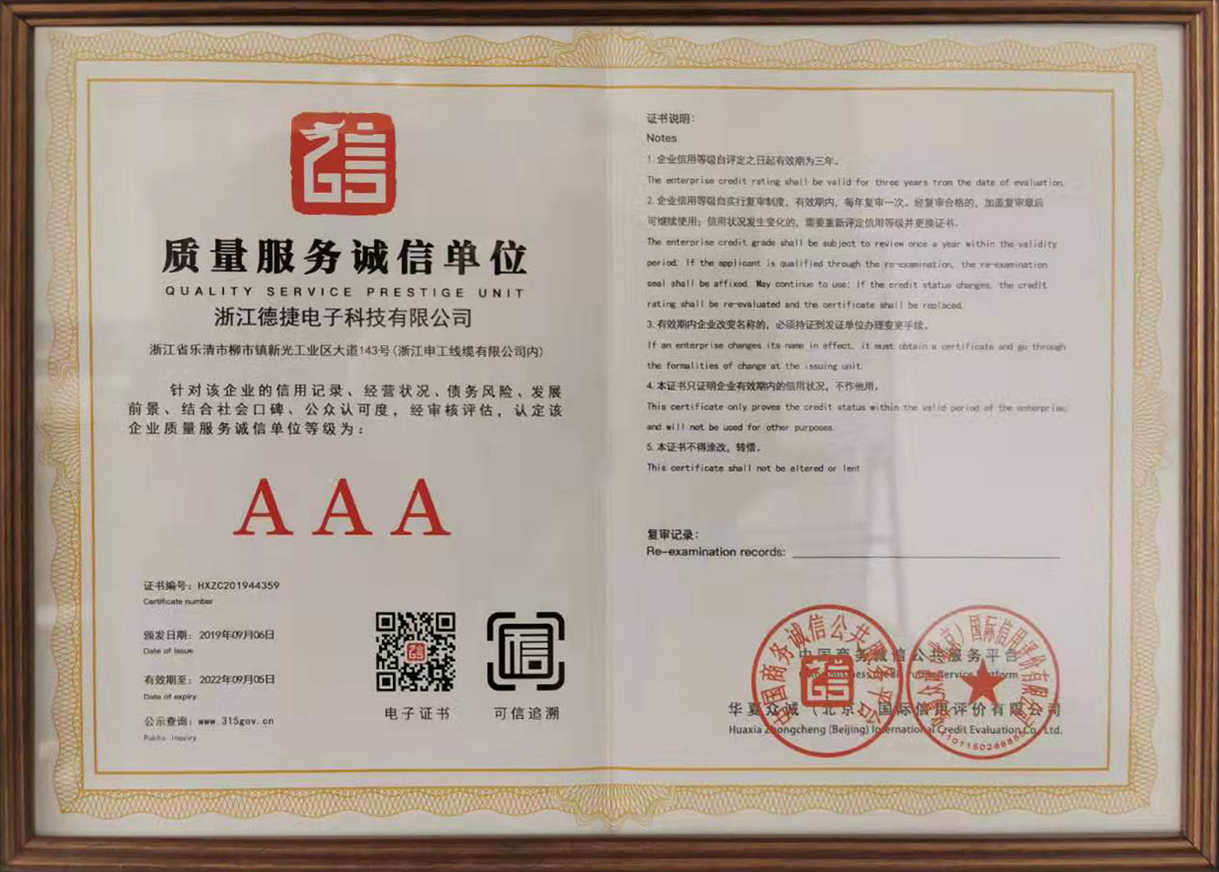 信
质量服务诚信单位
QUALITY SERVICE PRESTIGE UNIT
浙江德捷电子科技有限公司
浙江省乐清市柳市镇新光工业区大道143号(浙江申工线缆有限公司内)
针对该企业的信用记录、经营状况、债务风险、发展
前景、结合社会口碑、公众认可度，经审核评估，认定该
企业质量服务诚信单位等级为：
AAA
证书编号：HXZC201944359
Certificate number
颁发日期：2019年09月06日
Date of Issue
有效期至：2022年09月05日
Date of expiry
公示查询：www.315gov.cn
Public inquiry
电子证书
信
可信追溯
证书说明：
Notes
1.企业信用等级自评定之日起有效期为三年。
The enterprise credit rating shall be valid for three years from the date of evaluation.
2.企业信用等级自实行复审制度，有效期内，每年复审一次。经复审合格的，加盖复审章后
可继续使用；信用状况发生变化的，需要重新评定信用等级并更换证书。
The enterprise credit grade shall be subject to review once a year within the validity
period. If the applicant is qualified through the re-examination, the re-examination
seal shall be affixed. May continue to use; If the credit status changes, the credit
rating shall be re-evaluated and the certificate shall be replaced.
3.有效期内企业改变名称的，必须持证到发证单位办理变更手续。
If an enterprise changes its name in effect, it must obtain a certificate and go through
the formalities of change at the issuing unit.
4.本证书只证明企业有效期内的信用状况，不作他用。
This certificate only proves the credit status within the valid period of the enterprise,
and will not be used for other purposes.
5.本证书不得涂改，转借。
This certificate shall not be altered or lent
复审记录：
Re-examination records:
中国商务诚信公共服务平台
华夏众诚（北京）国际信用评价有限公司
Huaxia Zhongcheng (Beijing) International Credit Evaluation Co., Ltd.